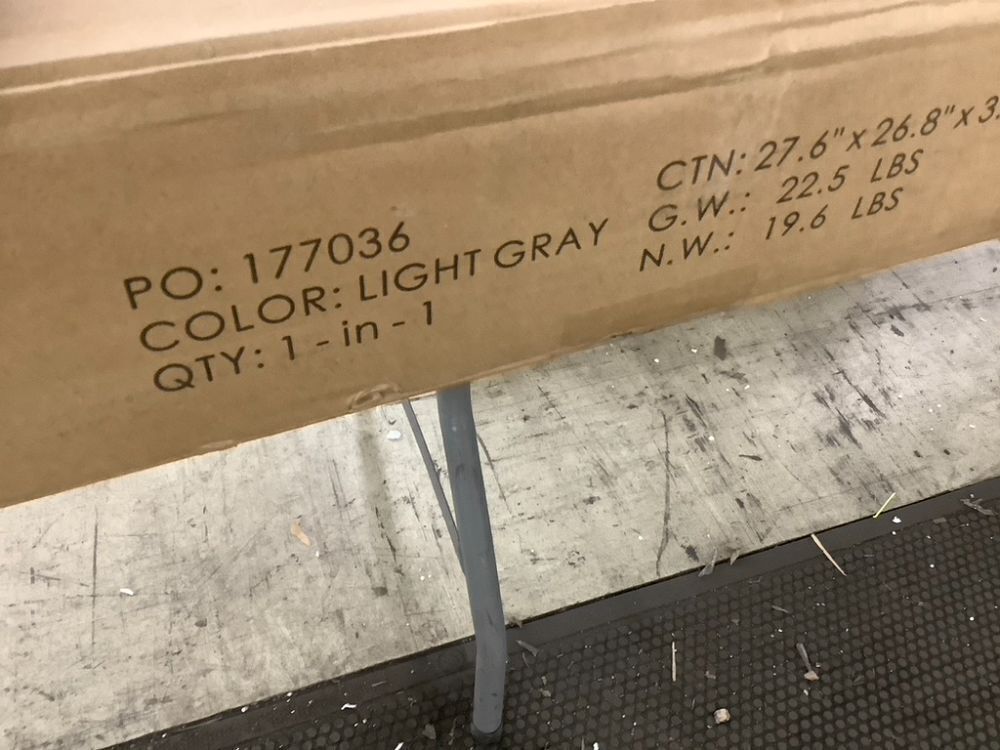 PO: 177036
COLOR: LIGHT GRAY
QTY: 1 - in - 1
CTN: 27.6" x 26.8" x
G.W.: 22.5 LBS
N.W.: 19.6 LBS